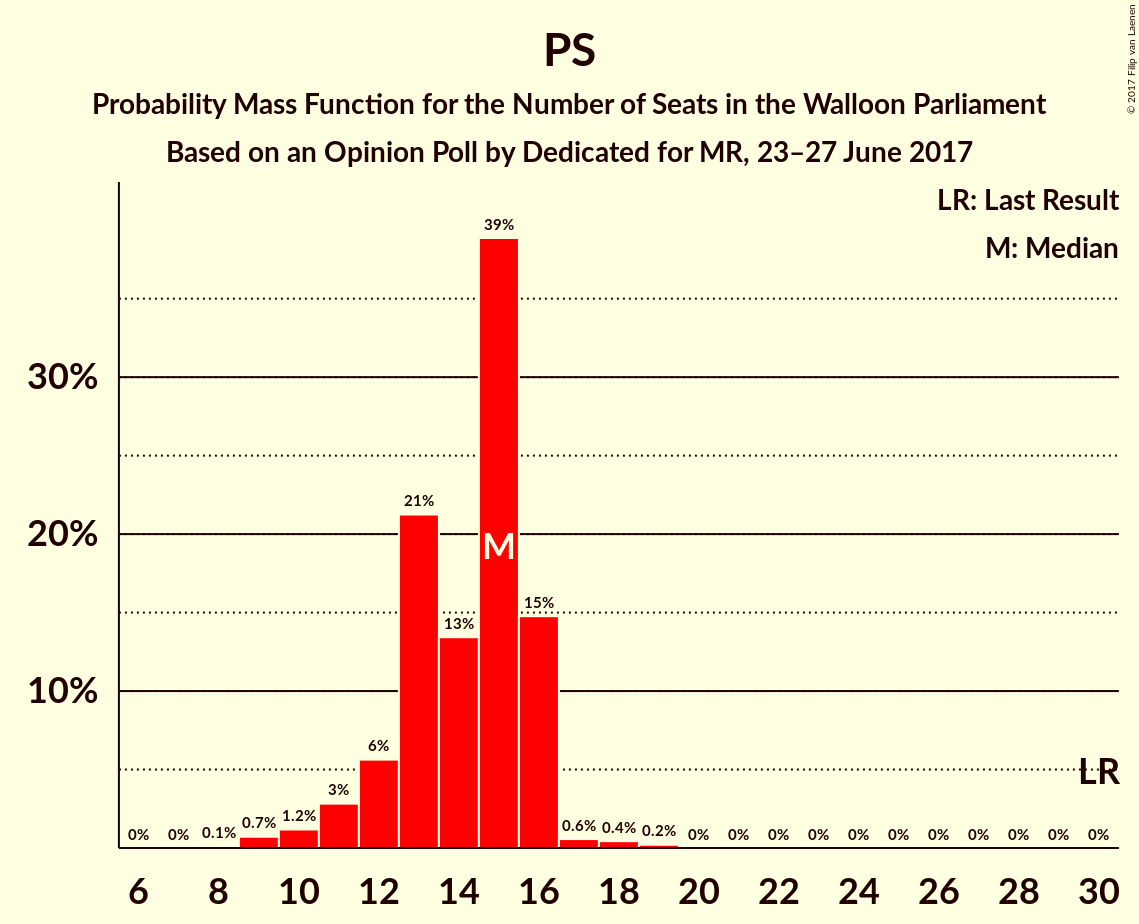 PS
Probability Mass Function for the Number of Seats in the Walloon Parliament
Based on an Opinion Poll by Dedicated for MR, 23–27 June 2017
© 2017 Filip van Laenen
LR: Last Result
M: Median
39%
30%
21%
20%
M
15%
13%
10%
6%
LR
3%
0% 0% 0.1% 0.7% 1.2% 0.6% 0.4% 0.2% 0% 0% 0% 0% 0% 0% 0% 0% 0% 0% 0%
6 8 10 12 14 16 18 20 22 24 26 28 30